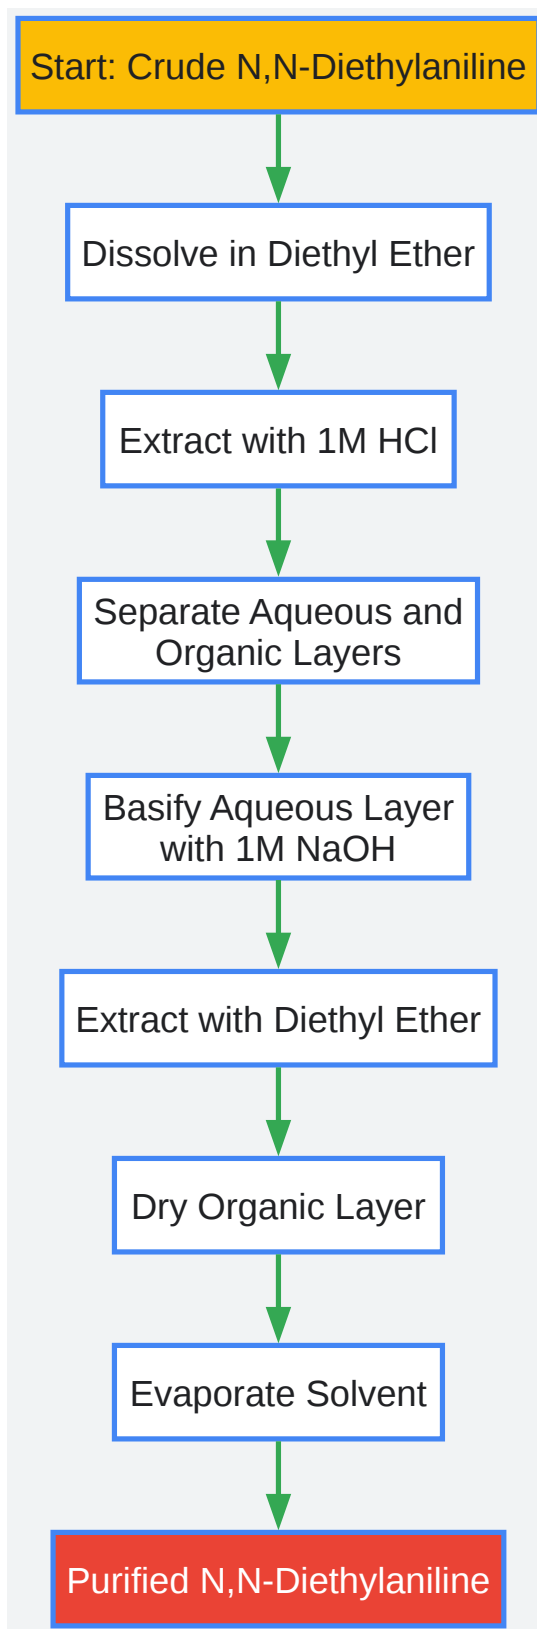 Start: Crude N,N-Diethylaniline
Dissolve in Diethyl Ether
Extract with 1M HCl
Separate Aqueous and
Organic Layers
Basify Aqueous Layer
with 1M NaOH
Extract with Diethyl Ether
Dry Organic Layer
Evaporate Solvent
Purified N,N-Diethylaniline